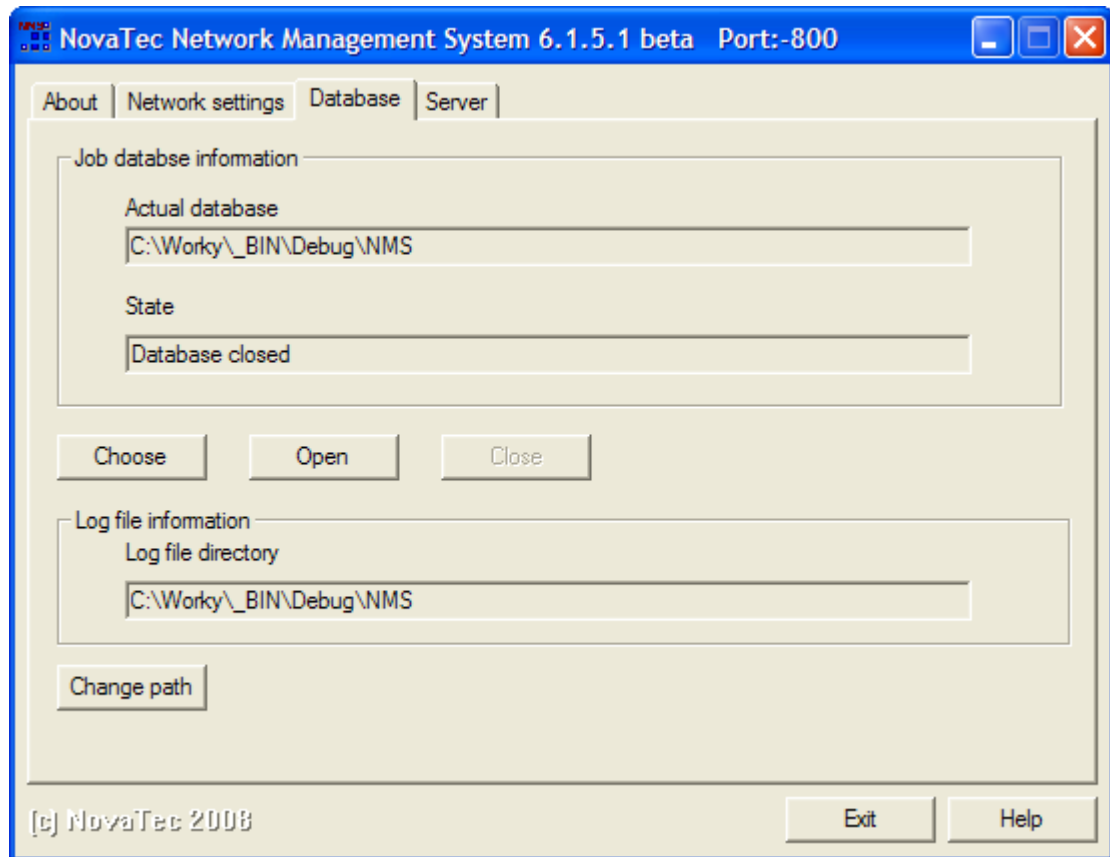 NovaTec Network Management System 6.1.5.1 beta Port:-800
About Network settings Database Server
Job databse information
Actual database
C:\Worky\_BIN\Debug\NMS
State
Database closed
Choose Open Close
Log file information
Log file directory
C:\Worky\_BIN\Debug\NMS
Change path
(c) NovaTec 2008
Exit Help